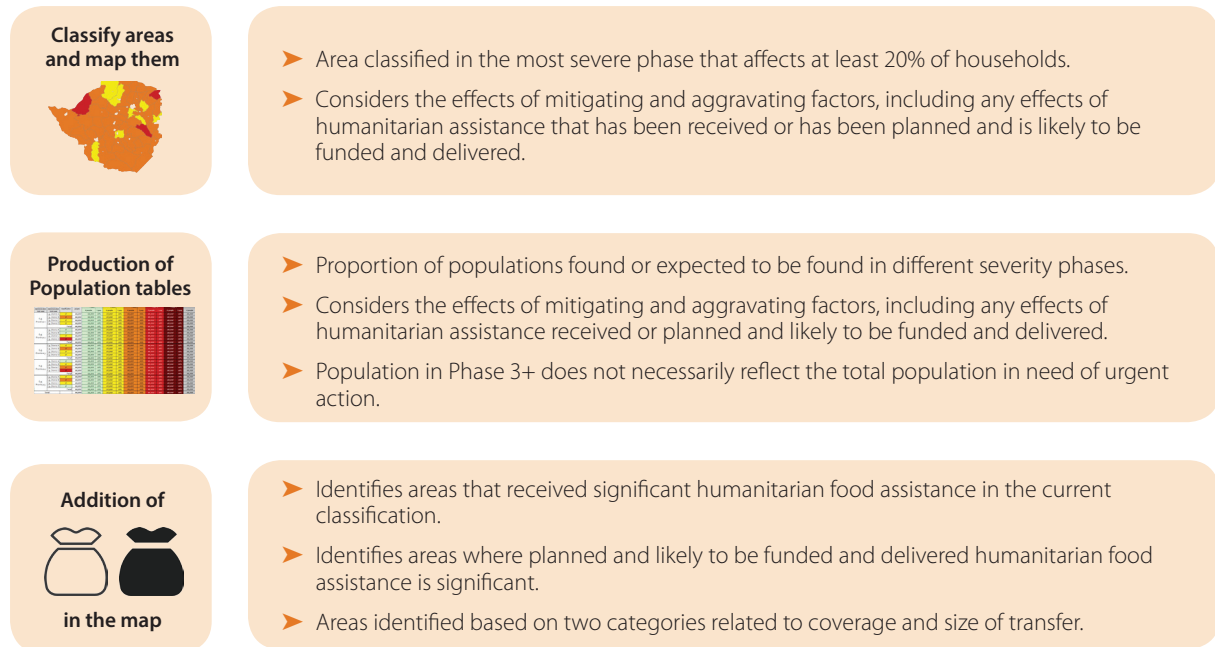 Classify areas
and map them
➤ Area classified in the most severe phase that affects at least 20% of households.
➤ Considers the effects of mitigating and aggravating factors, including any effects of
humanitarian assistance that has been received or has been planned and is likely to be
funded and delivered.
Production of
Population tables
➤ Proportion of populations found or expected to be found in different severity phases.
➤ Considers the effects of mitigating and aggravating factors, including any effects of
humanitarian assistance received or planned and likely to be funded and delivered.
➤ Population in Phase 3+ does not necessarily reflect the total population in need of urgent
action.
Addition of
in the map
➤ Identifies areas that received significant humanitarian food assistance in the current
classification.
➤ Identifies areas where planned and likely to be funded and delivered humanitarian food
assistance is significant.
➤ Areas identified based on two categories related to coverage and size of transfer.